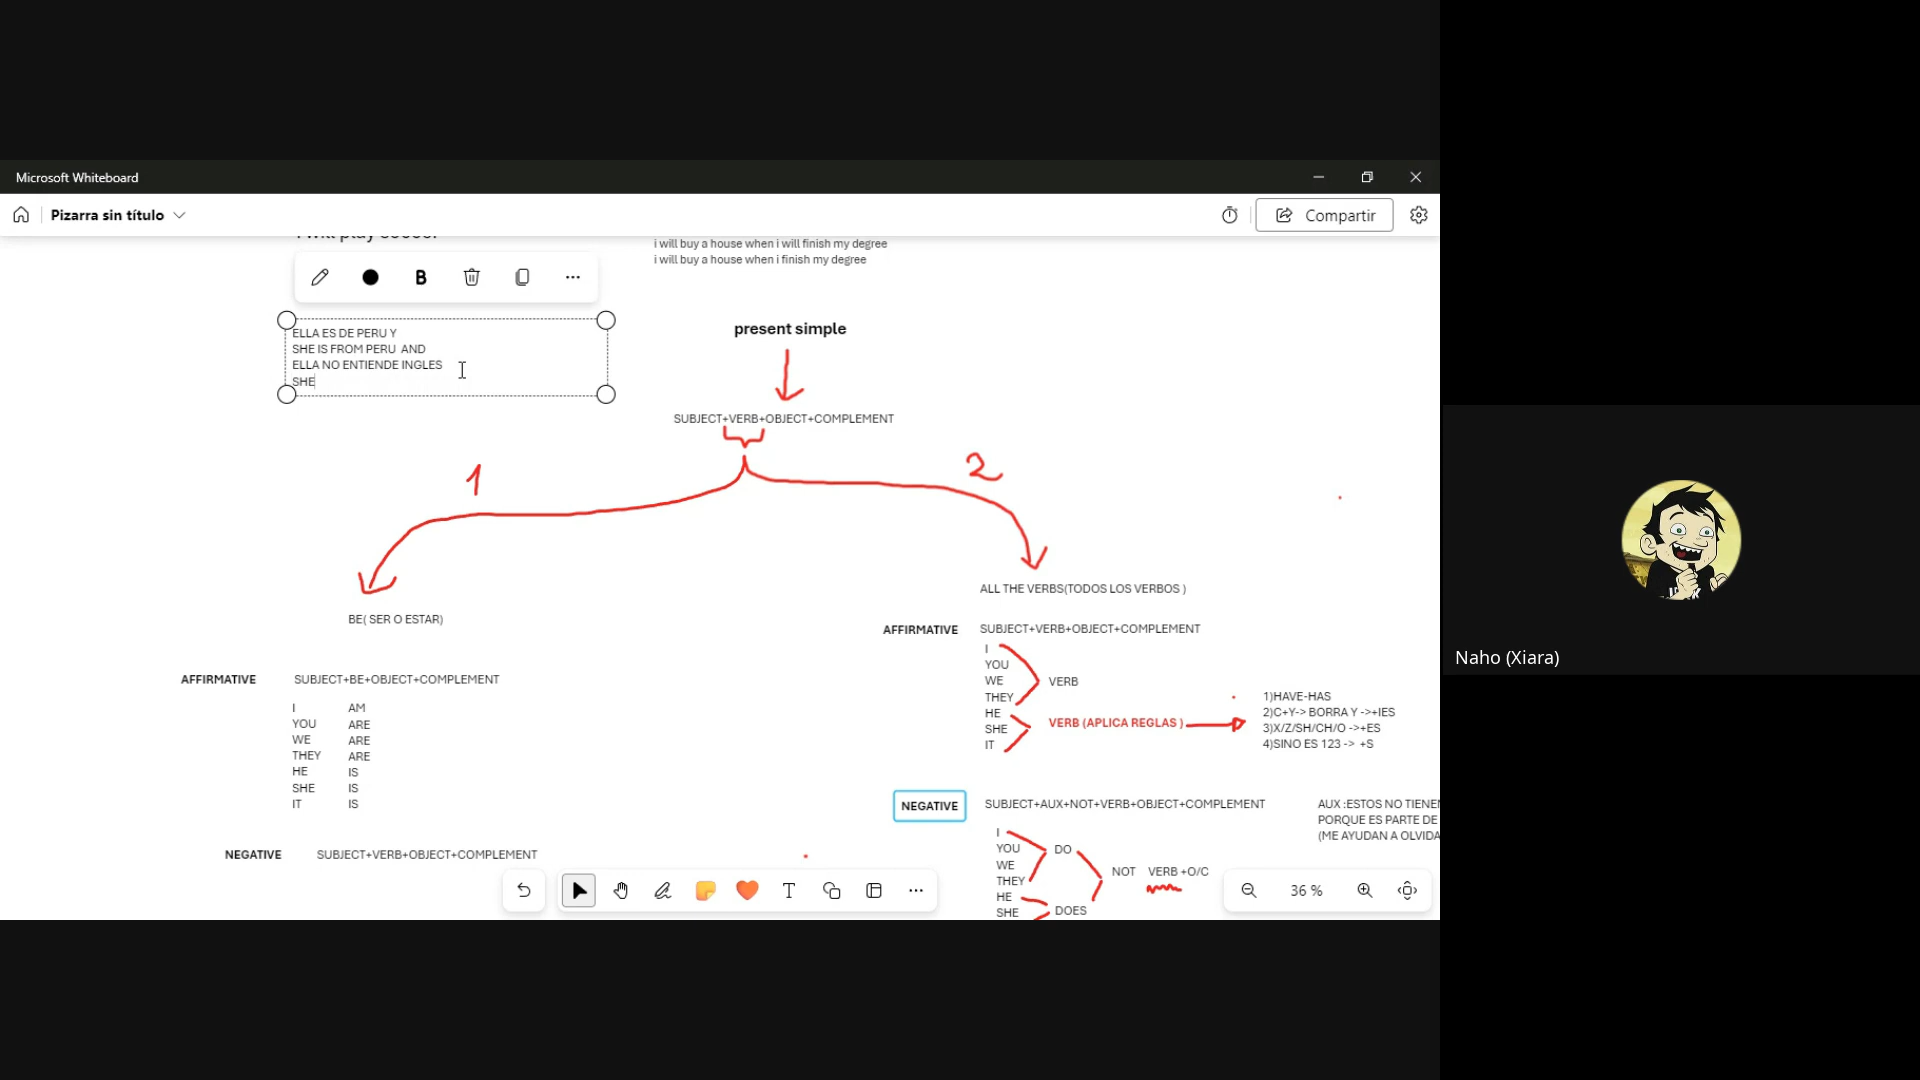 Microsoft Whiteboard
Pizarra sin título
Compartir
i will buy a house when i will finish my degree
i will buy a house when i finish my degree
B
ELLA ES DE PERU Y
SHE IS FROM PERU AND
ELLA NO ENTIENDE INGLES
SHE
present simple
SUBJECT+VERB+OBJECT+COMPLEMENT
1
2
BE( SER O ESTAR)
AFFIRMATIVE SUBJECT+BE+OBJECT+COMPLEMENT
I AM
YOU ARE
WE ARE
THEY ARE
HE IS
SHE IS
IT IS
NEGATIVE SUBJECT+VERB+OBJECT+COMPLEMENT
ALL THE VERBS(TODOS LOS VERBOS )
AFFIRMATIVE SUBJECT+VERB+OBJECT+COMPLEMENT
I
YOU
WE
THEY
VERB
HE
SHE
IT
VERB (APLICA REGLAS )
1)HAVE-HAS
2)C+Y-> BORRA Y ->+IES
3)X/Z/SH/CH/O ->+ES
4)SINO ES 123 -> +S
NEGATIVE SUBJECT+AUX+NOT+VERB+OBJECT+COMPLEMENT
AUX :ESTOS NO TIENE
PORQUE ES PARTE DE
(ME AYUDAN A OLVIDA
I
YOU
WE
THEY
DO
HE
SHE
DOES
NOT VERB +O/C
T
36 %
Naho (Xiara)